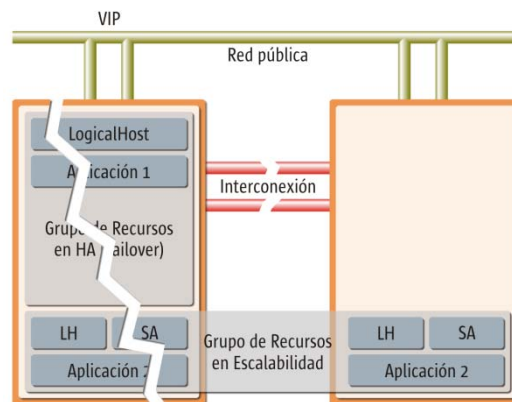 VIP
Red pública
LogicalHost
Aplicación 1
Interconexión
Grupo de Recursos
en HA (Failover)
LH SA
Aplicación 2
Grupo de Recursos
en Escalabilidad
LH SA
Aplicación 2